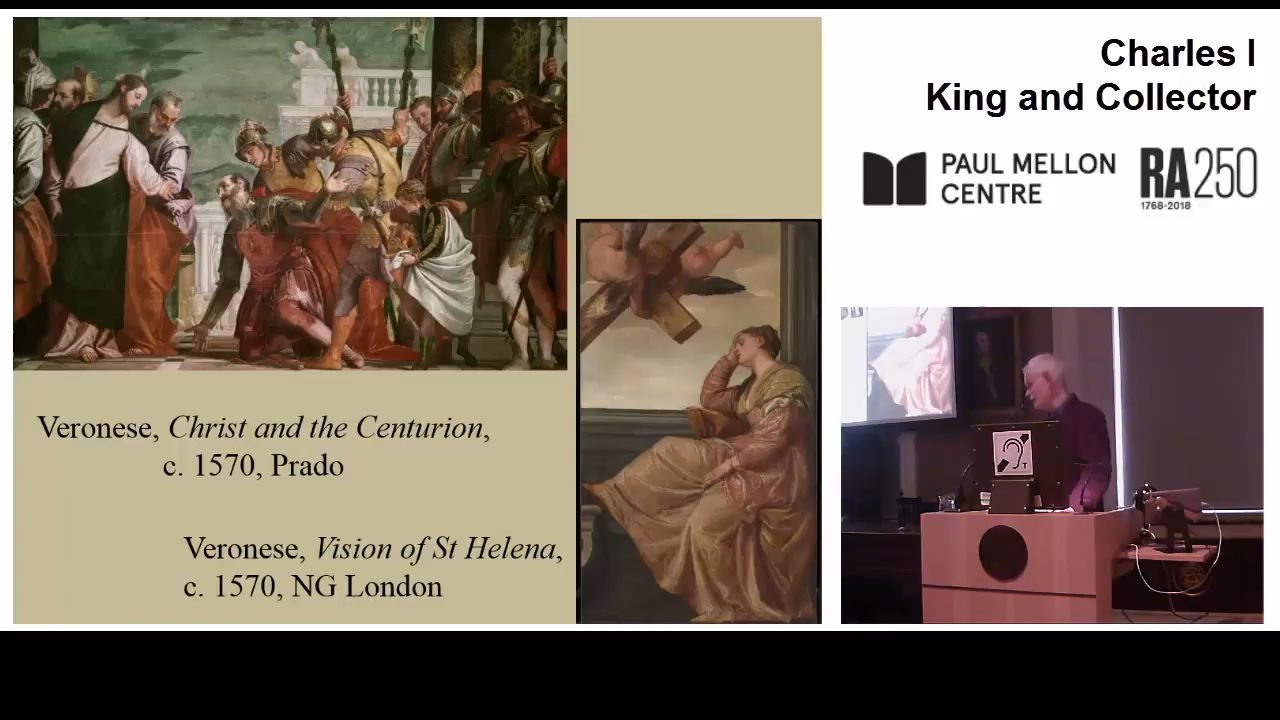 Charles I
King and Collector
PAUL MELLON
CENTRE
RA250
1768-2018
Veronese, Christ and the Centurion,
c. 1570, Prado
Veronese, Vision of St Helena,
c. 1570, NG London
T